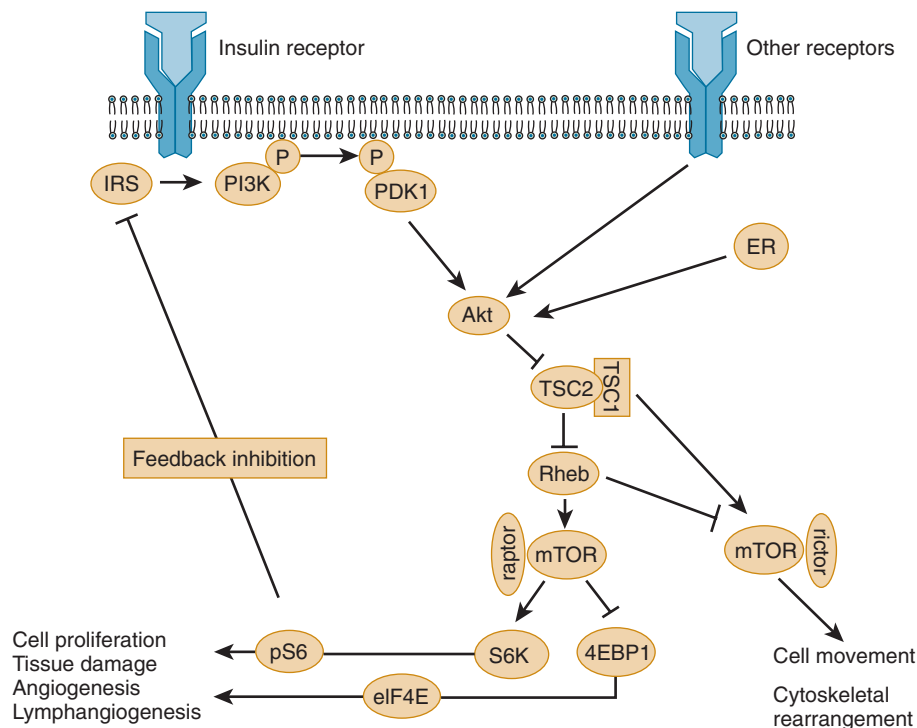 Insulin receptor
Other receptors
P
P
IRS
PI3K
PDK1
ER
Akt
TSC2
TSC1
Feedback inhibition
Rheb
raptor
mTOR
mTOR
rictor
Cell proliferation
Tissue damage
Angiogenesis
Lymphangiogenesis
pS6
S6K
4EBP1
eIF4E
Cell movement
Cytoskeletal
rearrangement